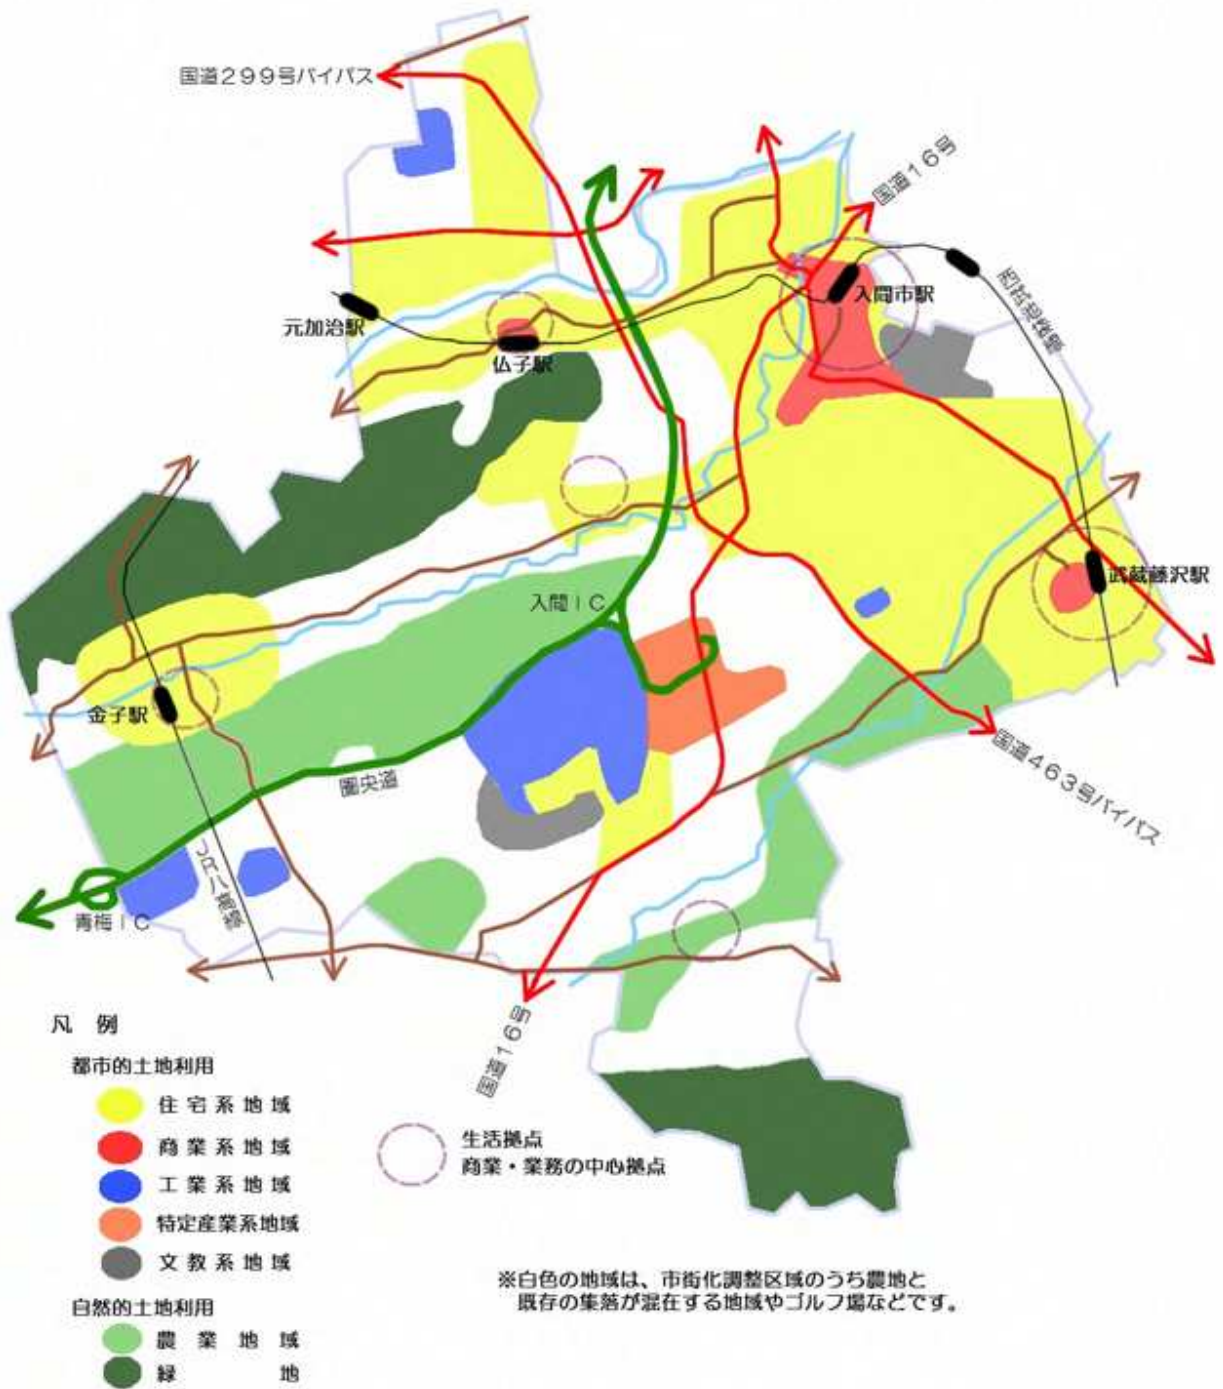 国道299号バイパス
国道16号
入間市駅
西武池袋線
元加治駅
仏子駅
武蔵藤沢駅
入間IC
金子駅
圏央道
国道463号バイパス
JR八高線
青梅IC
国道16号
凡 例
都市的土地利用
住宅系地域
商業系地域
工業系地域
特定産業系地域
文教系地域
自然的土地利用
農業地域
緑地
生活拠点
商業・業務の中心拠点
※白色の地域は、市街化調整区域のうち農地と
既存の集落が混在する地域やゴルフ場などです。